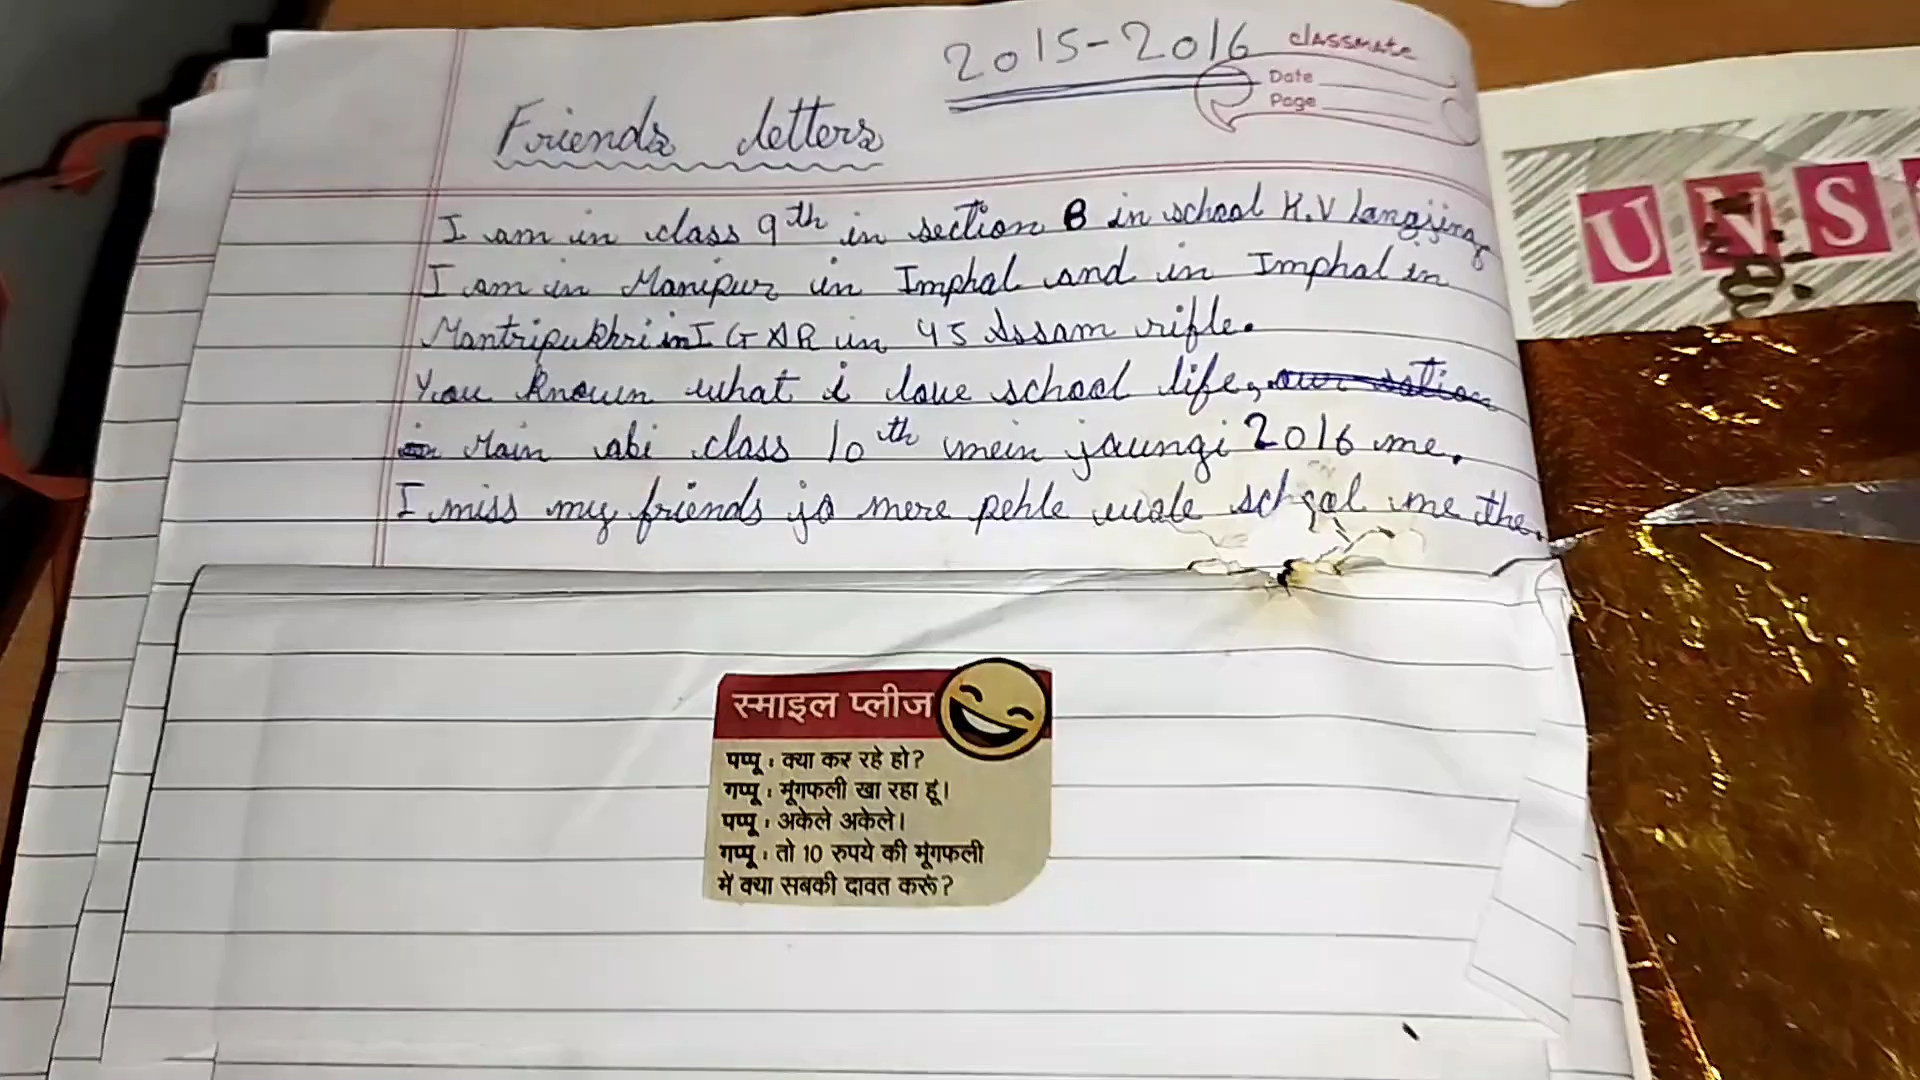 2015-2016
classmate
Date
Page
Friends letters
I am in class 9th in section B in school K.V Langjing
I am in Manipur in Imphal and in Imphal in
Mantripukhri in I G A R in 45 Assam rifle.
You known what i love school life,
Main abi class 10th mein jaungi 2016 me.
I miss my friends jo mere pehle wale school me the.
स्माइल प्लीज
पप्पू : क्या कर रहे हो?
गप्पू : मूंगफली खा रहा हूं।
पप्पू : अकेले अकेले।
गप्पू : तो 10 रुपये की मूंगफली
में क्या सबकी दावत करूं?